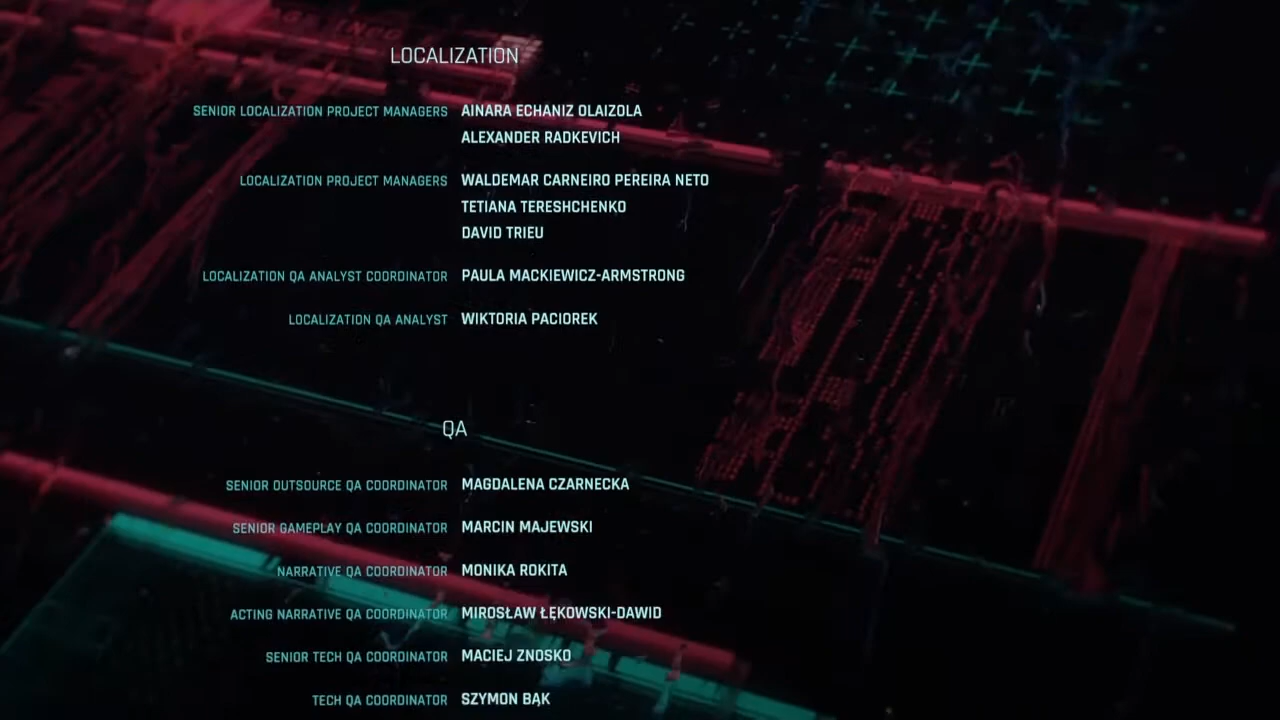 LOCALIZATION
SENIOR LOCALIZATION PROJECT MANAGERS AINARA ECHANIZ OLAIZOLA
ALEXANDER RADKEVICH
LOCALIZATION PROJECT MANAGERS WALDEMAR CARNEIRO PEREIRA NETO
TETIANA TERESHCHENKO
DAVID TRIEU
LOCALIZATION QA ANALYST COORDINATOR PAULA MACKIEWICZ-ARMSTRONG
LOCALIZATION QA ANALYST WIKTORIA PACIOREK
QA
SENIOR OUTSOURCE QA COORDINATOR MAGDALENA CZARNECKA
SENIOR GAMEPLAY QA COORDINATOR MARCIN MAJEWSKI
NARRATIVE QA COORDINATOR MONIKA ROKITA
ACTING NARRATIVE QA COORDINATOR MIROSŁAW ŁĘKOWSKI-DAWID
SENIOR TECH QA COORDINATOR MACIEJ ZNOSKO
TECH QA COORDINATOR SZYMON BĄK